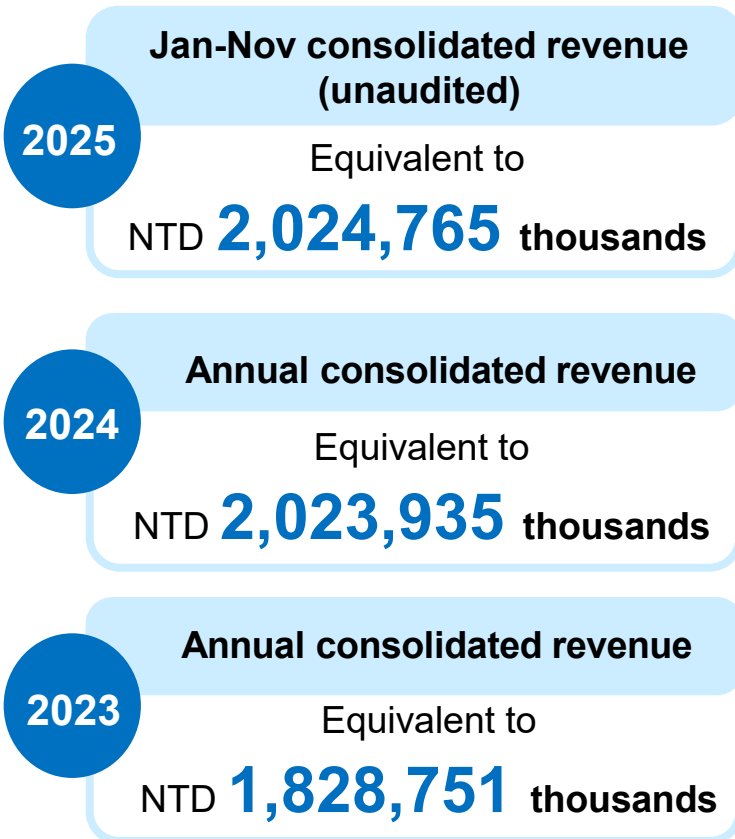 2025
Jan-Nov consolidated revenue
(unaudited)
Equivalent to
NTD 2,024,765 thousands
2024
Annual consolidated revenue
Equivalent to
NTD 2,023,935 thousands
2023
Annual consolidated revenue
Equivalent to
NTD 1,828,751 thousands